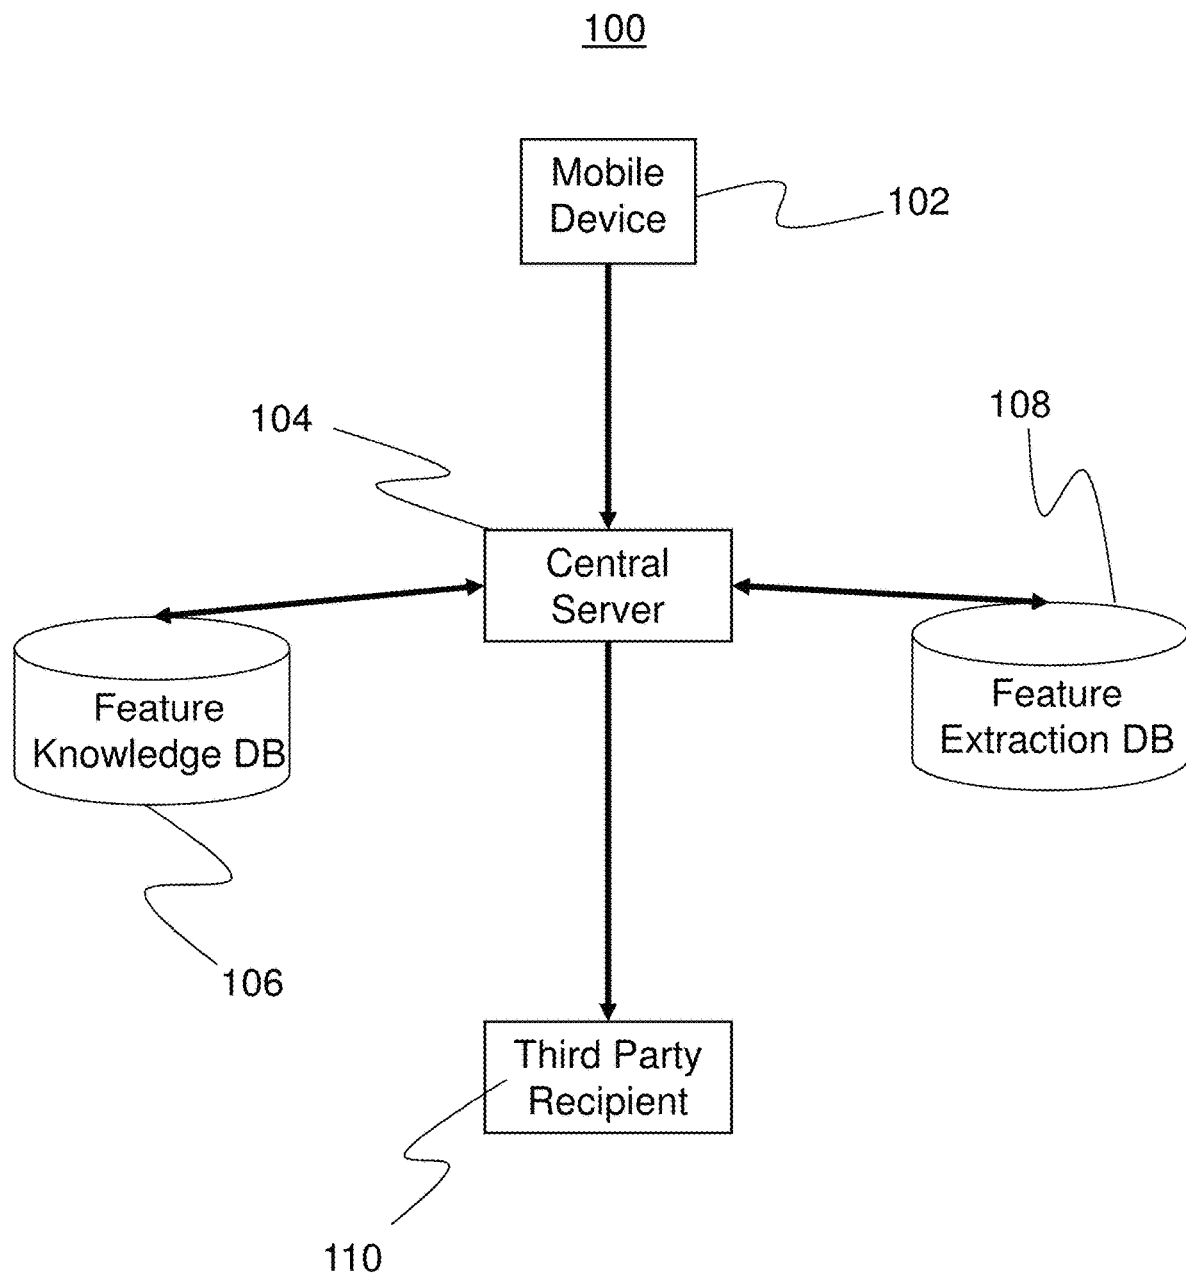 100
Mobile
Device
102
104
108
Central
Server
Feature
Knowledge DB
Feature
Extraction DB
106
Third Party
Recipient
110